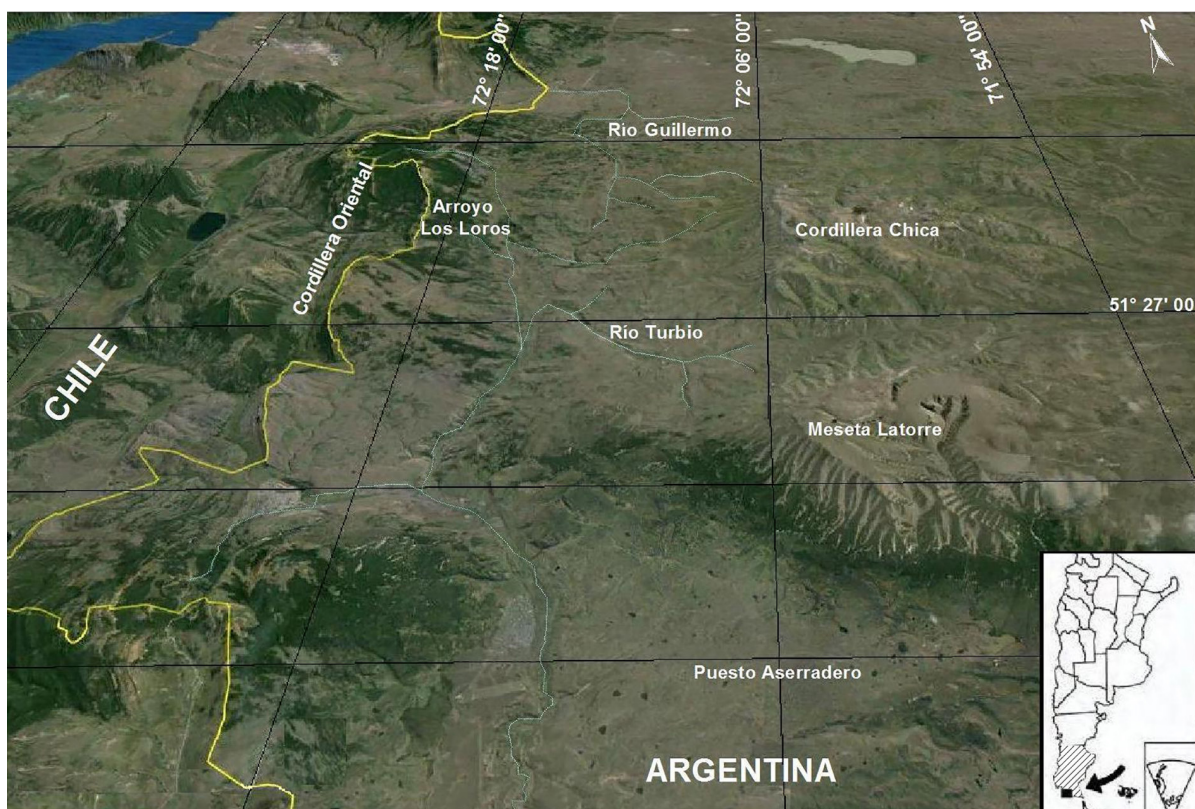 72° 18' 00"
72° 06' 00"
71° 54' 00"
N
Rio Guillermo
Cordillera Oriental
Arroyo
Los Loros
Cordillera Chica
51° 27' 00
Río Turbio
CHILE
Meseta Latorre
Puesto Aserradero
ARGENTINA